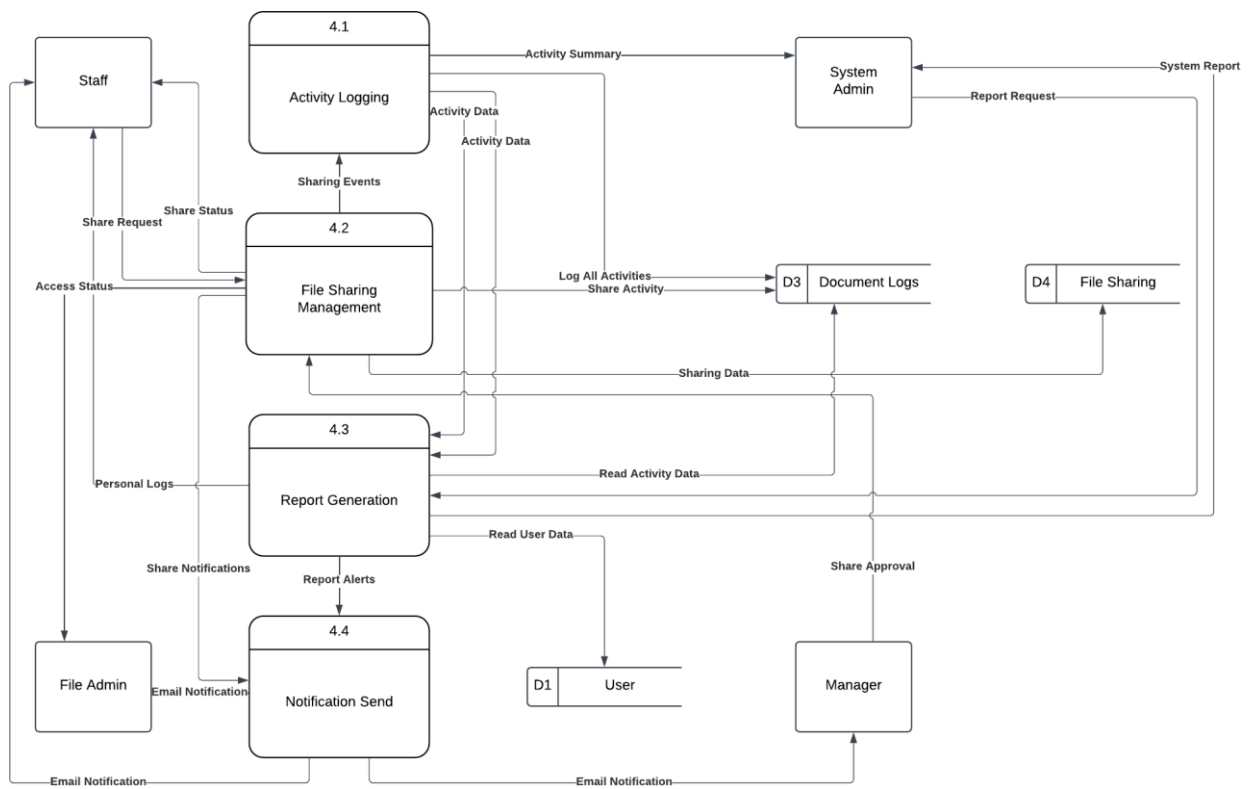 4.1
Staff
Activity Logging
Activity Summary
System
Admin
System Report
Report Request
Activity Data
Activity Data
Sharing Events
Share Status
Share Request
4.2
File Sharing
Management
Access Status
Log All Activities
Share Activity
D3
Document Logs
D4
File Sharing
Sharing Data
4.3
Report Generation
Personal Logs
Read Activity Data
Read User Data
Share Notifications
Report Alerts
Share Approval
4.4
File Admin
Email Notification
Notification Send
D1
User
Manager
Email Notification
Email Notification